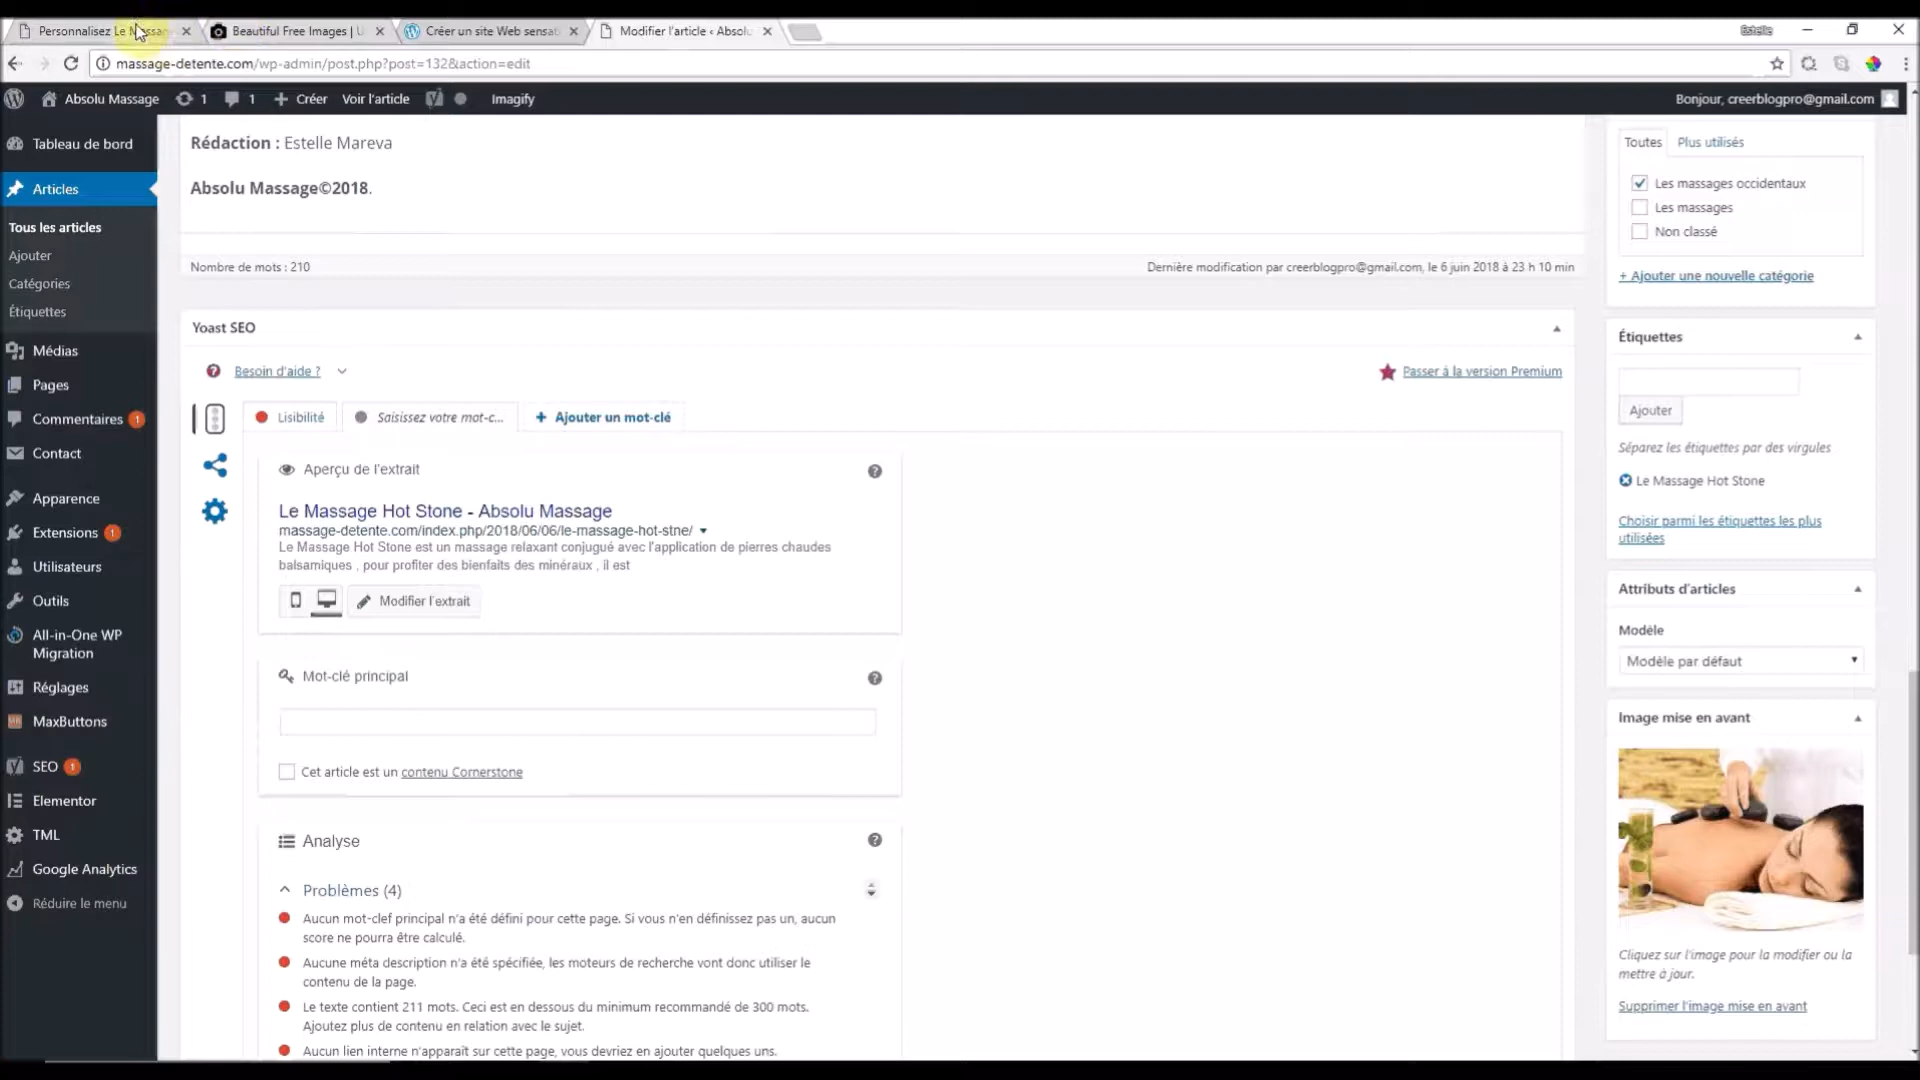 Personnalisez Le Massan
Beautiful Free Images | U
Créer un site Web sensati
Modifier l'article ‹ Absolu
Estelle
massage-detente.com/wp-admin/post.php?post=132&action=edit
Absolu Massage
1
1
Créer
Voir l'article
Imagify
Bonjour, creerblogpro@gmail.com
Tableau de bord
Articles
Tous les articles
Ajouter
Catégories
Étiquettes
Médias
Pages
Commentaires 1
Contact
Apparence
Extensions 1
Utilisateurs
Outils
All-in-One WP
Migration
Réglages
MaxButtons
SEO 1
Elementor
TML
Google Analytics
Réduire le menu
Rédaction : Estelle Mareva
Absolu Massage©2018.
Nombre de mots : 210
Dernière modification par creerblogpro@gmail.com, le 6 juin 2018 à 23 h 10 min
Yoast SEO
Besoin d'aide ?
Passer à la version Premium
Lisibilité
Saisissez votre mot-c...
+ Ajouter un mot-clé
Aperçu de l'extrait
Le Massage Hot Stone - Absolu Massage
massage-detente.com/index.php/2018/06/06/le-massage-hot-stne/
Le Massage Hot Stone est un massage relaxant conjugué avec l'application de pierres chaudes
balsamiques , pour profiter des bienfaits des minéraux , il est
Modifier l'extrait
Mot-clé principal
Cet article est un contenu Cornerstone
Analyse
Problèmes (4)
Aucun mot-clef principal n'a été défini pour cette page. Si vous n'en définissez pas un, aucun
score ne pourra être calculé.
Aucune méta description n'a été spécifiée, les moteurs de recherche vont donc utiliser le
contenu de la page.
Le texte contient 211 mots. Ceci est en dessous du minimum recommandé de 300 mots.
Ajoutez plus de contenu en relation avec le sujet.
Aucun lien interne n'apparaît sur cette page, vous devriez en ajouter quelques uns.
Toutes
Plus utilisés
Les massages occidentaux
Les massages
Non classé
+ Ajouter une nouvelle catégorie
Étiquettes
Ajouter
Séparez les étiquettes par des virgules
Le Massage Hot Stone
Choisir parmi les étiquettes les plus
utilisées
Attributs d'articles
Modèle
Modèle par défaut
Image mise en avant
Cliquez sur l'image pour la modifier ou la
mettre à jour.
Supprimer l'image mise en avant